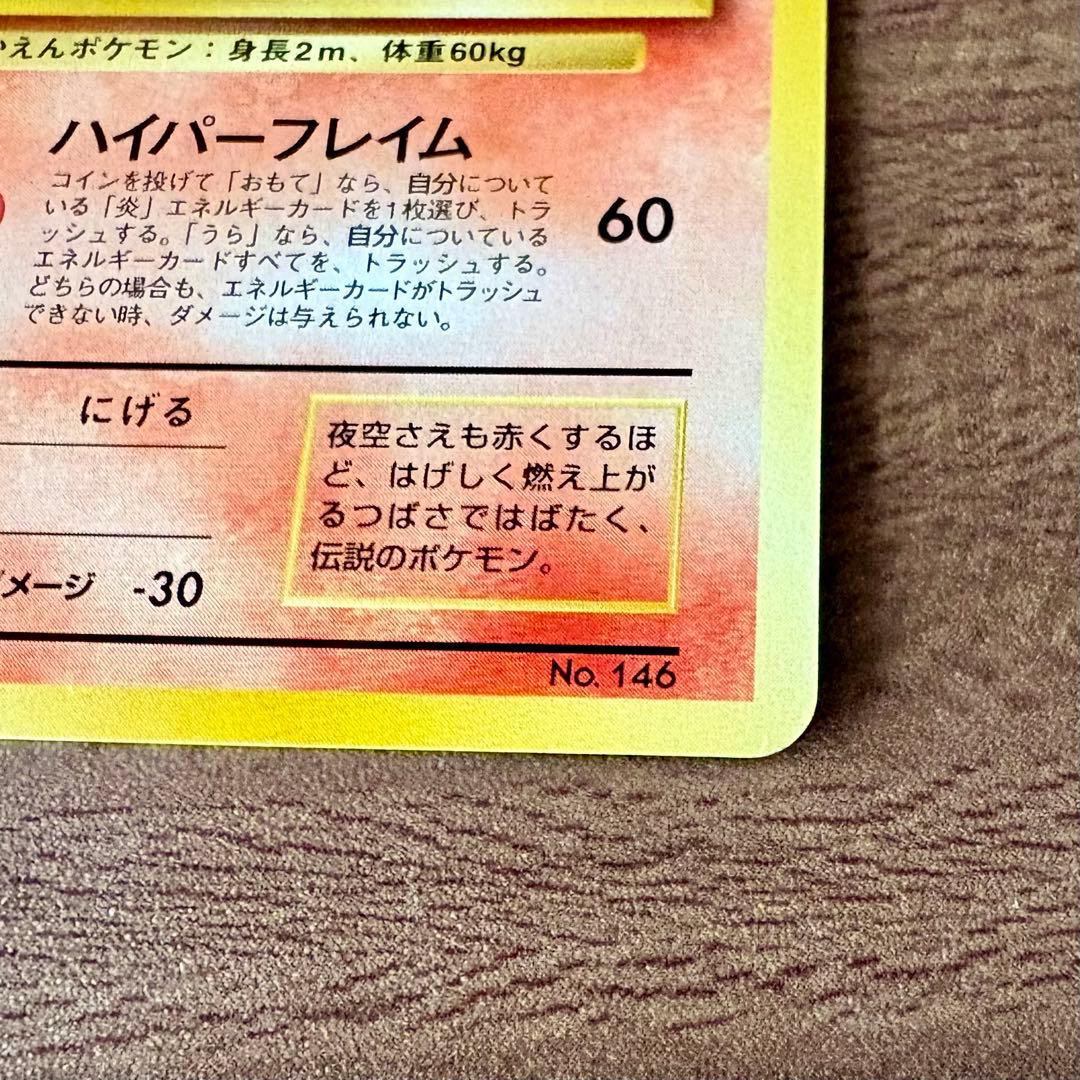 かえんポケモン：身長2m、体重60kg
ハイパーフレイム
コインを投げて「おもて」なら、自分について
いる「炎」エネルギーカードを1枚選び、トラ
ッシュする。「うら」なら、自分についている
エネルギーカードすべてを、トラッシュする。
どちらの場合も、エネルギーカードがトラッシュ
できない時、ダメージは与えられない。
60
にげる
夜空さえも赤くするほ
ど、はげしく燃え上が
るつばさではばたく、
伝説のポケモン。
ダメージ -30
No. 146